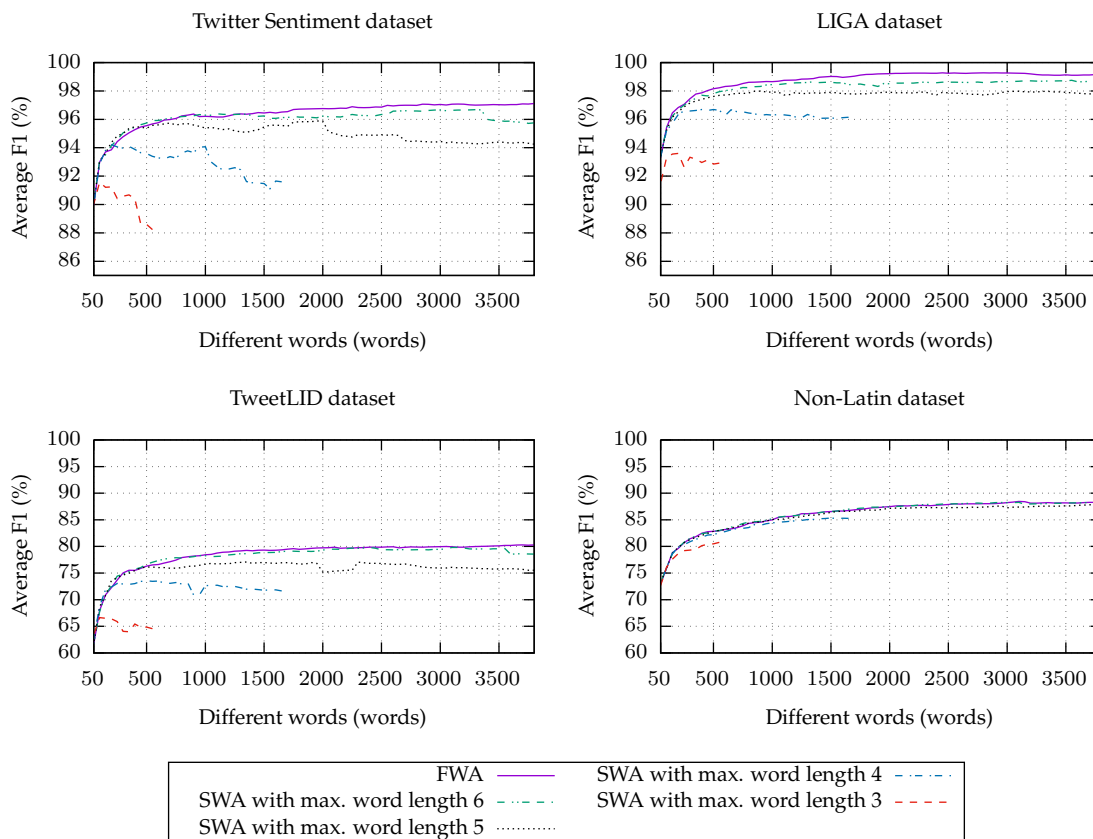 Twitter Sentiment dataset
Average F1 (%)
100
98
96
94
92
90
88
86
50 500 1000 1500 2000 2500 3000 3500
Different words (words)
LIGA dataset
Average F1 (%)
100
98
96
94
92
90
88
86
50 500 1000 1500 2000 2500 3000 3500
Different words (words)
TweetLID dataset
Average F1 (%)
100
95
90
85
80
75
70
65
60
50 500 1000 1500 2000 2500 3000 3500
Different words (words)
Non-Latin dataset
Average F1 (%)
100
95
90
85
80
75
70
65
60
50 500 1000 1500 2000 2500 3000 3500
Different words (words)
FWA
SWA with max. word length 6
SWA with max. word length 5
SWA with max. word length 4
SWA with max. word length 3